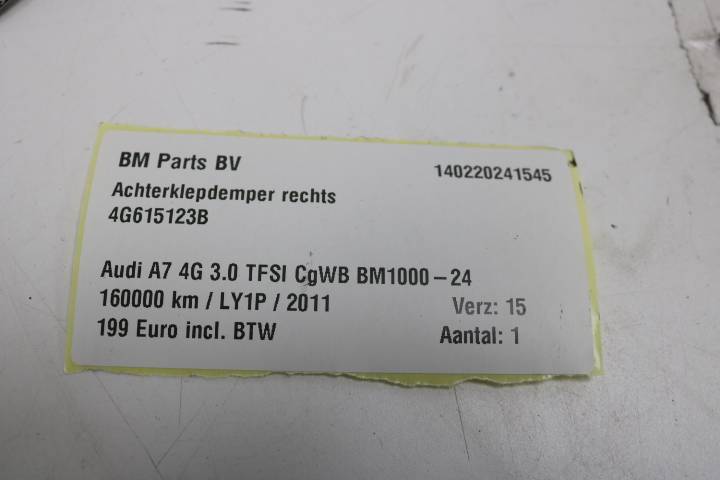 BM Parts BV 140220241545
Achterklepdemper rechts
4G615123B
Audi A7 4G 3.0 TFSI CgWB BM1000-24
160000 km / LY1P / 2011 Verz: 15
199 Euro incl. BTW Aantal: 1